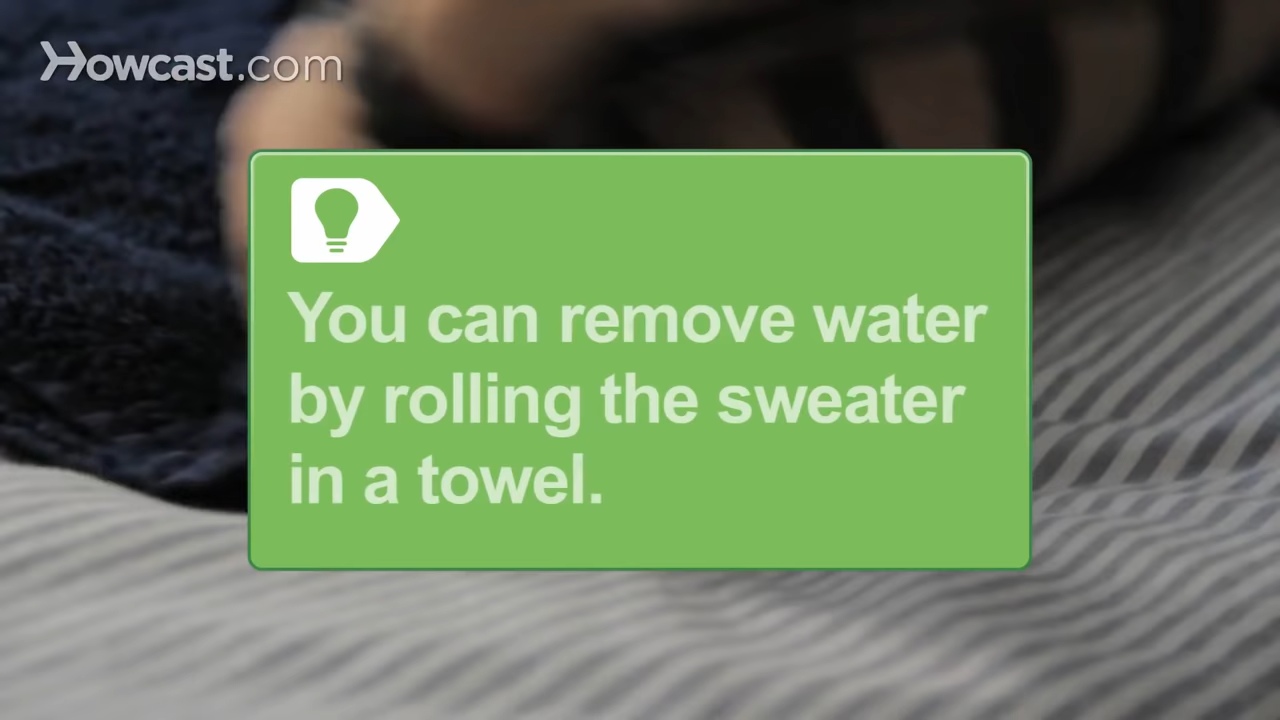 Howcast.com
You can remove water
by rolling the sweater
in a towel.